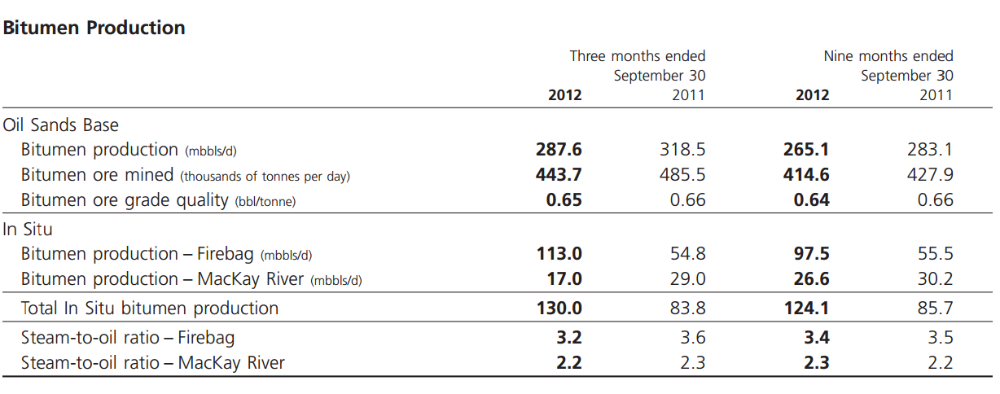 Bitumen Production
Three months ended Nine months ended
September 30 September 30
2012 2011 2012 2011
Oil Sands Base
Bitumen production (mbbls/d) 287.6 318.5 265.1 283.1
Bitumen ore mined (thousands of tonnes per day) 443.7 485.5 414.6 427.9
Bitumen ore grade quality (bbl/tonne) 0.65 0.66 0.64 0.66
In Situ
Bitumen production – Firebag (mbbls/d) 113.0 54.8 97.5 55.5
Bitumen production – MacKay River (mbbls/d) 17.0 29.0 26.6 30.2
Total In Situ bitumen production 130.0 83.8 124.1 85.7
Steam-to-oil ratio – Firebag 3.2 3.6 3.4 3.5
Steam-to-oil ratio – MacKay River 2.2 2.3 2.3 2.2